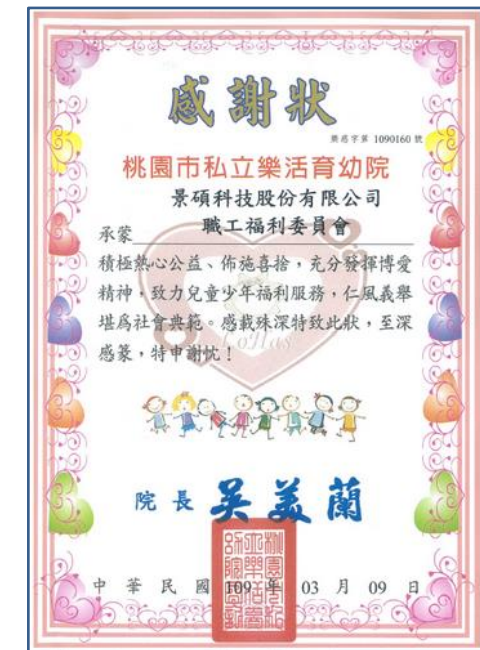 感謝狀
樂感字第 1090160 號
桃園市私立樂活育幼院
景碩科技股份有限公司
承蒙 職工福利委員會
積極熱心公益、佈施喜捨,充分發揮博愛
精神,致力兒童少年福利服務,仁風義舉
堪為社會典範。感載殊深特致此狀,至深
感篆,特申謝忱!
LoHas
院長 吳美蘭
中華民國 109 年 03 月 09 日